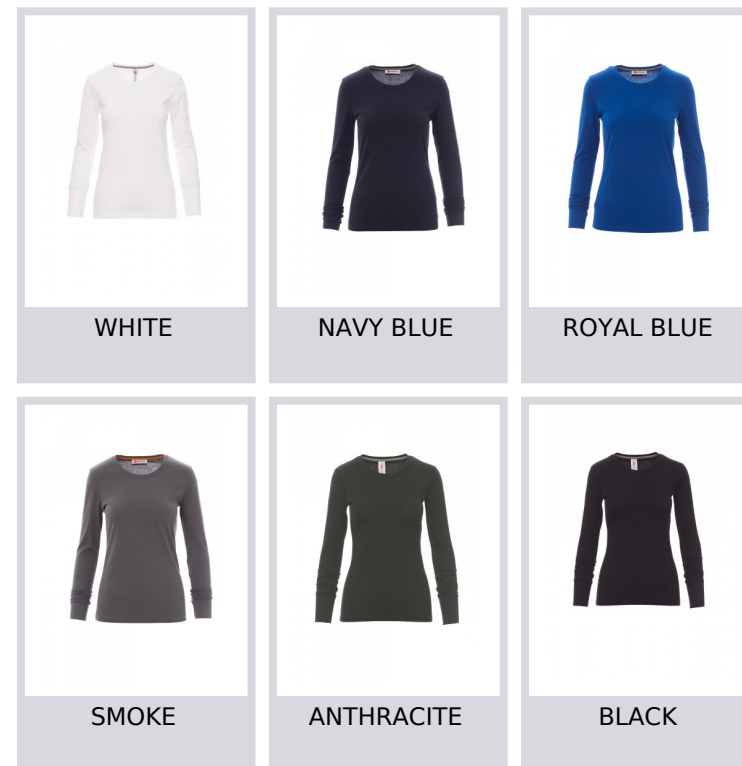 WHITE
NAVY BLUE
ROYAL BLUE
SMOKE
ANTHRACITE
BLACK